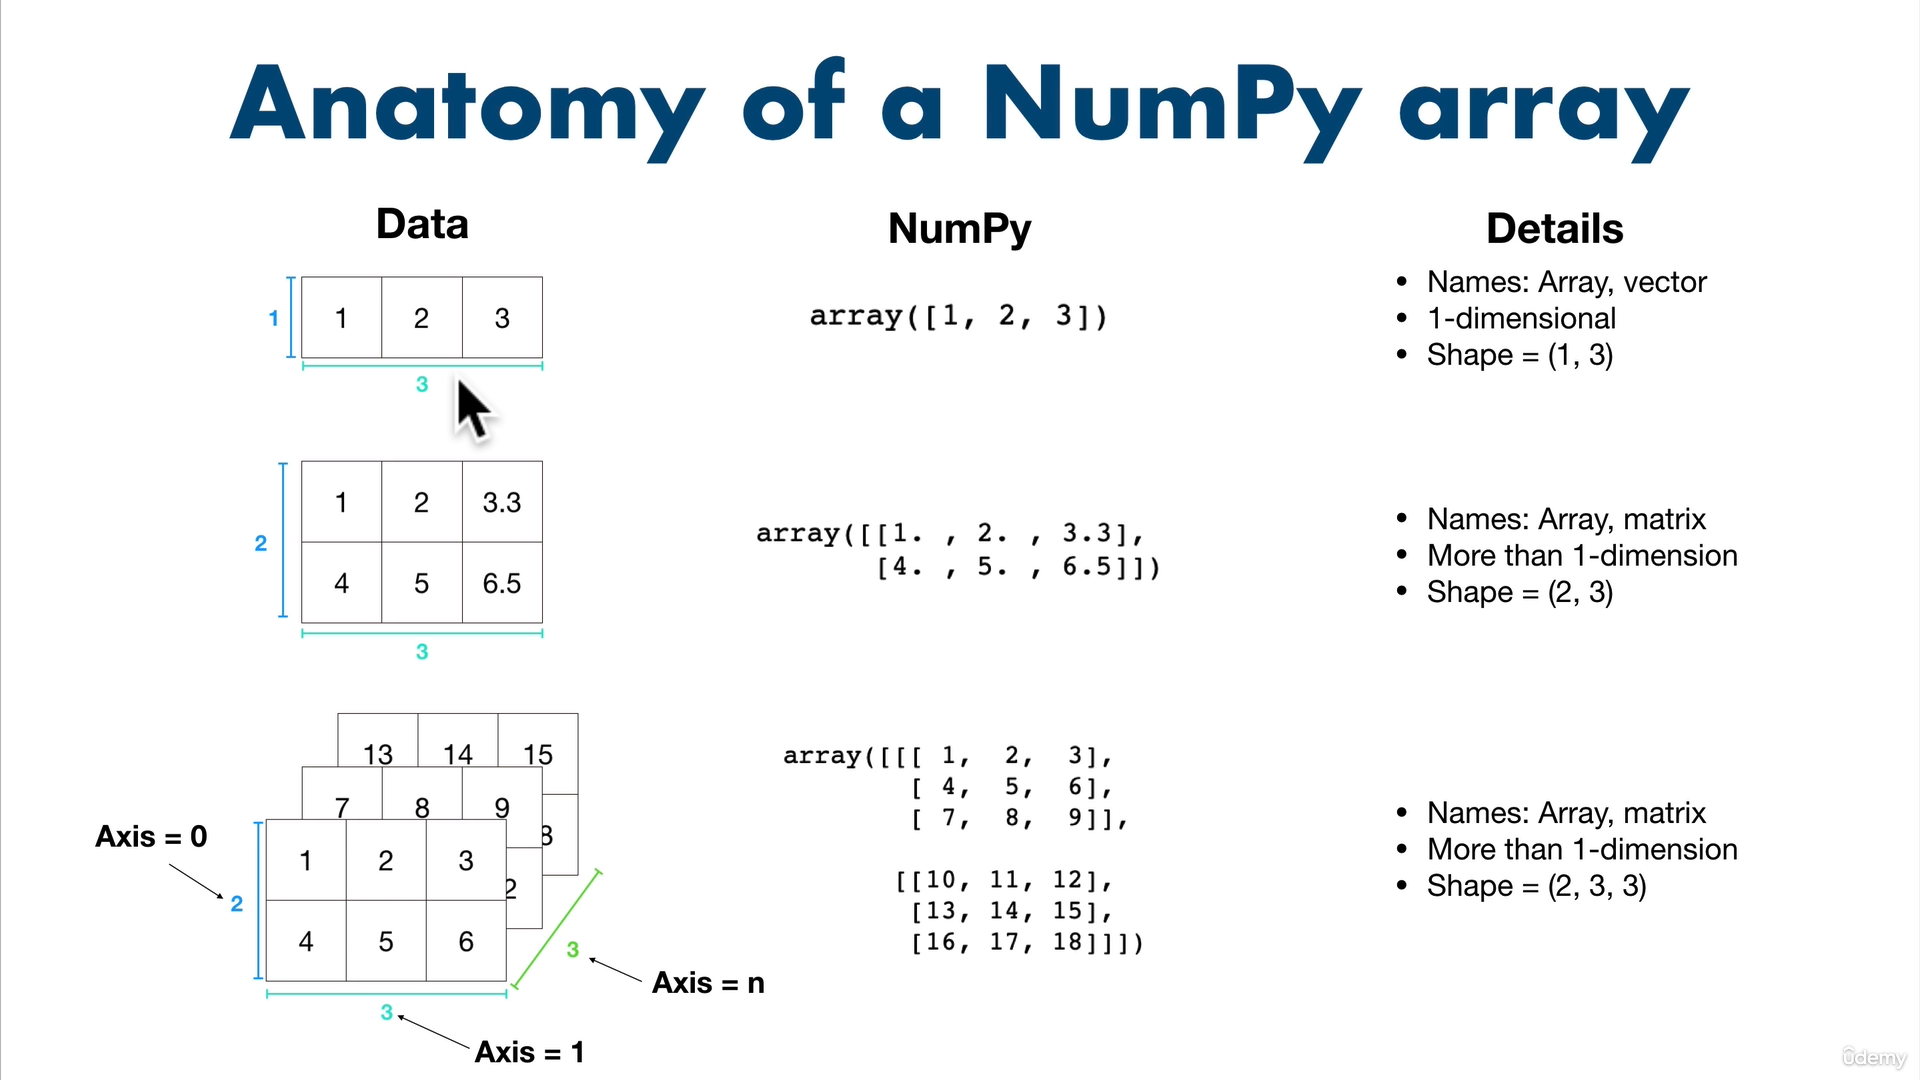 Anatomy of a NumPy array
Data
NumPy
Details
1
1 2 3
3
array([1, 2, 3])
• Names: Array, vector
• 1-dimensional
• Shape = (1, 3)
2
1 2 3.3
4 5 6.5
3
array([[1. , 2. , 3.3],
[4. , 5. , 6.5]])
• Names: Array, matrix
• More than 1-dimension
• Shape = (2, 3)
13 14 15
8
7 8 9
2
Axis = 0
2
1 2 3
4 5 6
3
Axis = n
3
Axis = 1
array([[[ 1, 2, 3],
[ 4, 5, 6],
[ 7, 8, 9]],
[[10, 11, 12],
[13, 14, 15],
[16, 17, 18]]])
• Names: Array, matrix
• More than 1-dimension
• Shape = (2, 3, 3)
ûdemy